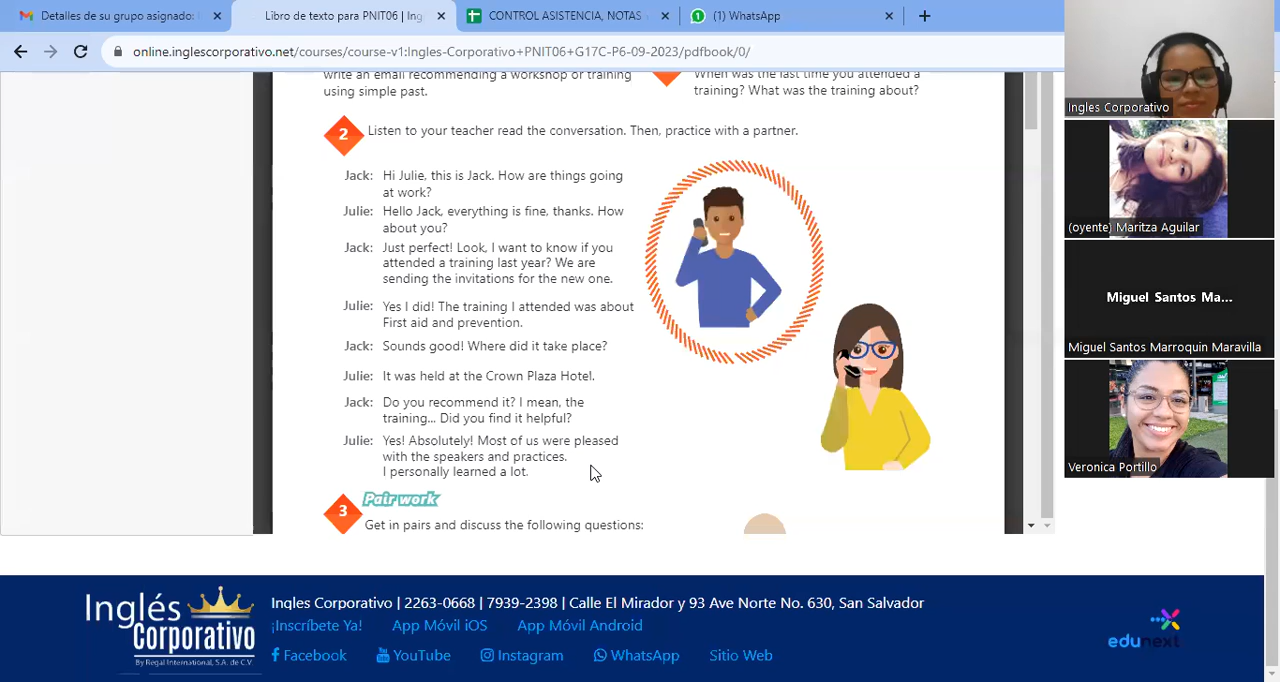 Detalles de su grupo asignado:
Libro de texto para PNIT06 | Ing
CONTROL ASISTENCIA, NOTAS
(1) WhatsApp
online.inglescorporativo.net/courses/course-v1:Ingles-Corporativo+PNIT06+G17C-P6-09-2023/pdfbook/0/
write an email recommending a workshop or training
using simple past.
When was the last time you attended a
training? What was the training about?
2 Listen to your teacher read the conversation. Then, practice with a partner.
Jack: Hi Julie, this is Jack. How are things going
at work?
Julie: Hello Jack, everything is fine, thanks. How
about you?
Jack: Just perfect! Look, I want to know if you
attended a training last year? We are
sending the invitations for the new one.
Julie: Yes I did! The training I attended was about
First aid and prevention.
Jack: Sounds good! Where did it take place?
Julie: It was held at the Crown Plaza Hotel.
Jack: Do you recommend it? I mean, the
training... Did you find it helpful?
Julie: Yes! Absolutely! Most of us were pleased
with the speakers and practices.
I personally learned a lot.
3 Pair work
Get in pairs and discuss the following questions:
Ingles Corporativo
(oyente) Maritza Aguilar
Miguel Santos Ma...
Miguel Santos Marroquin Maravilla
Veronica Portillo
Inglés
Corporativo
By Regal International, S.A. de C.V.
Ingles Corporativo | 2263-0668 | 7939-2398 | Calle El Mirador y 93 Ave Norte No. 630, San Salvador
¡Inscríbete Ya! App Móvil iOS App Móvil Android
Facebook YouTube Instagram WhatsApp Sitio Web
edunext